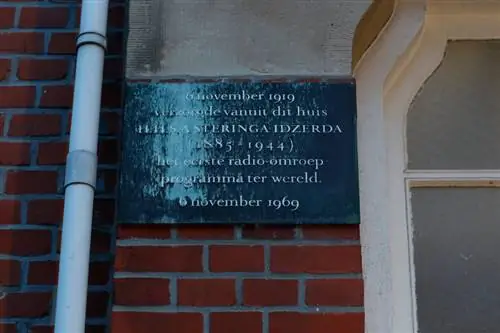 6 november 1919
verzorgde vanuit dit huis
H.H.S.A STERINGA IDZERDA
(1885-1944)
het eerste radio-omroep
programma ter wereld.
6 november 1969